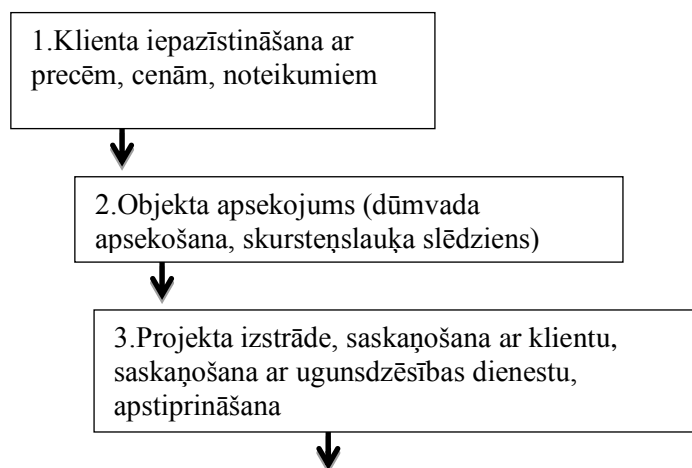 1.Klienta iepazīstināšana ar
precēm, cenām, noteikumiem
2.Objekta apsekojums (dūmvada
apsekošana, skursteņslauķa slēdziens)
3.Projekta izstrāde, saskaņošana ar klientu,
saskaņošana ar ugunsdzēsības dienestu,
apstiprināšana